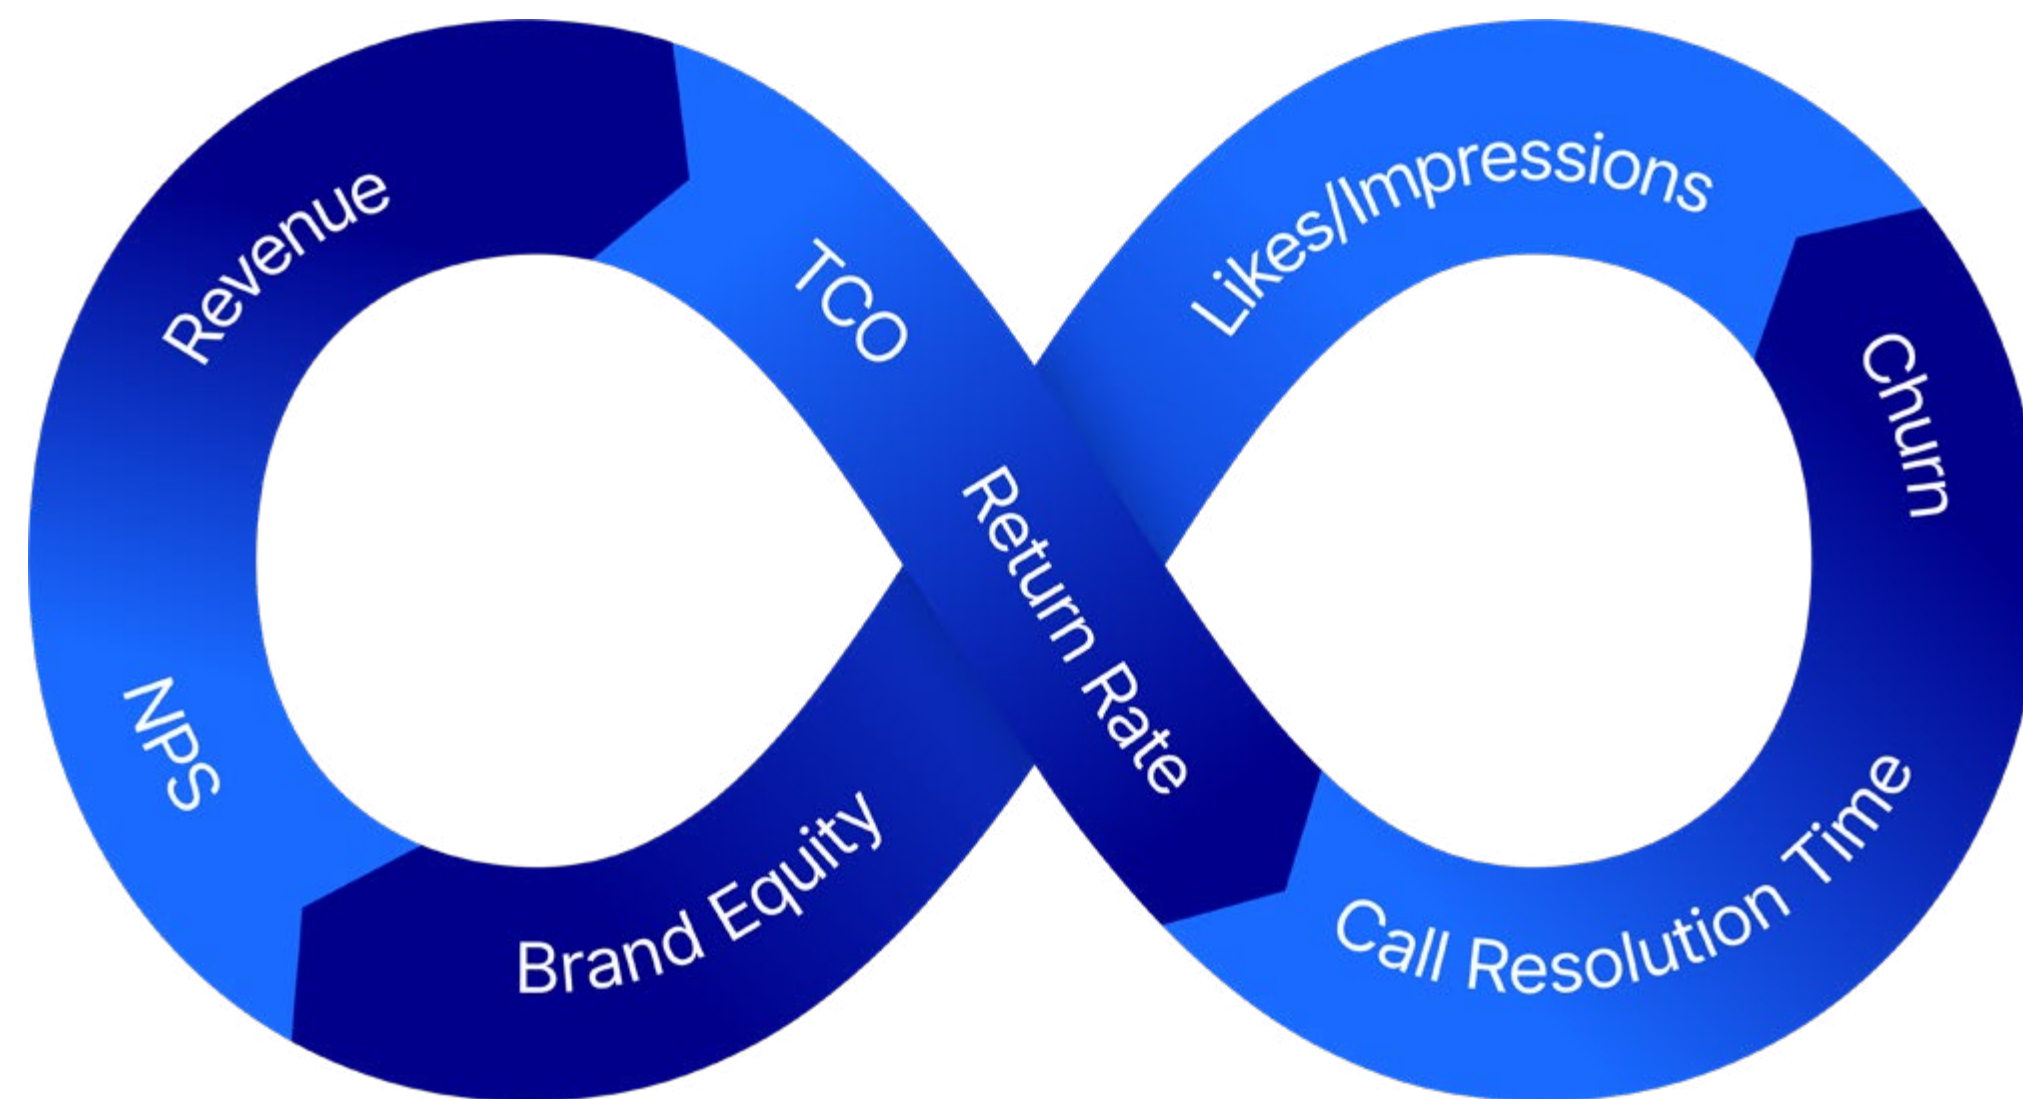 Revenue
TCO
Return Rate
Call Resolution Time
Churn
Likes/Impressions
Brand Equity
NPS